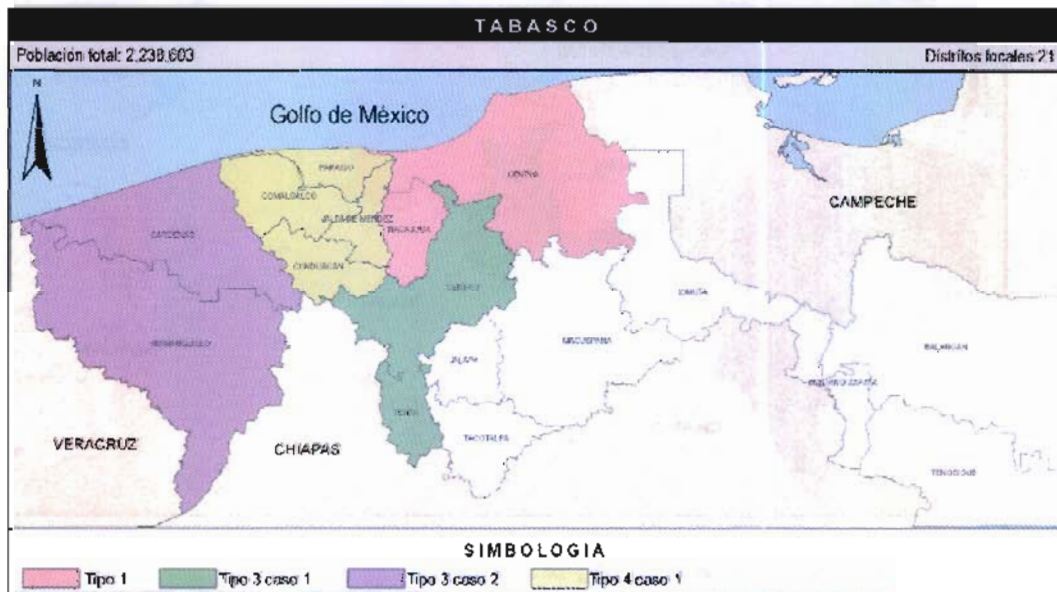 TABASCO
Población total: 2,238,603
Distritos locales 21
N
Golfo de México
PARAISO
CENTLA
COMALCALCO
CAMPECHE
JALPA DE MENDEZ
NACAJUCA
CARDENAS
CUNDUACAN
CENTRO
JONUTA
HUIMANGUILLO
MACUSPANA
BALANCAN
JALAPA
EMILIANO ZAPATA
TEAPA
VERACRUZ
CHIAPAS
TACOTALPA
TENOSIQUE
SIMBOLOGIA
Tipo 1
Tipo 3 caso 1
Tipo 3 caso 2
Tipo 4 caso 1